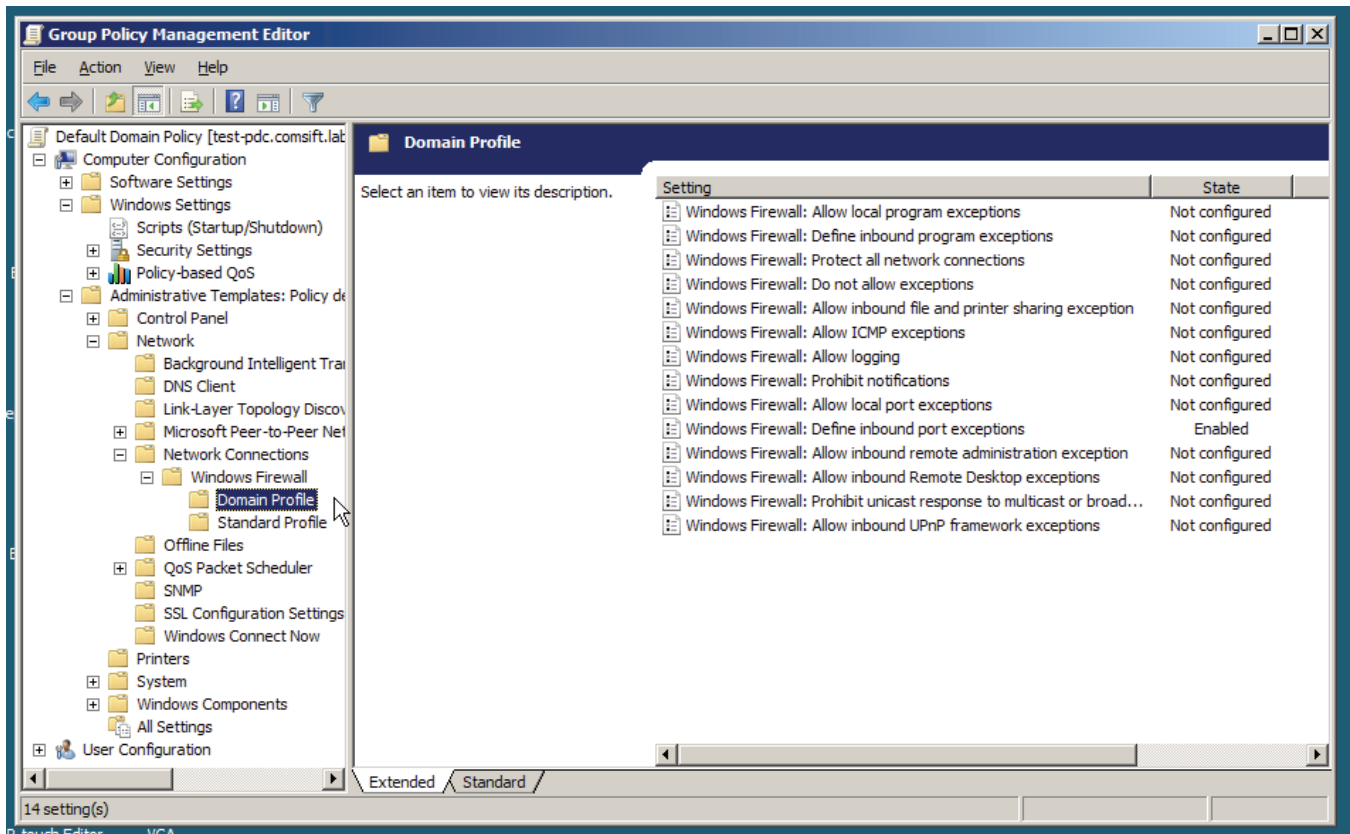 Group Policy Management Editor
File Action View Help
Default Domain Policy [test-pdc.comsift.lab
Computer Configuration
Software Settings
Windows Settings
Scripts (Startup/Shutdown)
Security Settings
Policy-based QoS
Administrative Templates: Policy de
Control Panel
Network
Background Intelligent Tran
DNS Client
Link-Layer Topology Discov
Microsoft Peer-to-Peer Net
Network Connections
Windows Firewall
Domain Profile
Standard Profile
Offline Files
QoS Packet Scheduler
SNMP
SSL Configuration Settings
Windows Connect Now
Printers
System
Windows Components
All Settings
User Configuration
Domain Profile
Select an item to view its description.
Setting State
Windows Firewall: Allow local program exceptions Not configured
Windows Firewall: Define inbound program exceptions Not configured
Windows Firewall: Protect all network connections Not configured
Windows Firewall: Do not allow exceptions Not configured
Windows Firewall: Allow inbound file and printer sharing exception Not configured
Windows Firewall: Allow ICMP exceptions Not configured
Windows Firewall: Allow logging Not configured
Windows Firewall: Prohibit notifications Not configured
Windows Firewall: Allow local port exceptions Not configured
Windows Firewall: Define inbound port exceptions Enabled
Windows Firewall: Allow inbound remote administration exception Not configured
Windows Firewall: Allow inbound Remote Desktop exceptions Not configured
Windows Firewall: Prohibit unicast response to multicast or broad... Not configured
Windows Firewall: Allow inbound UPnP framework exceptions Not configured
Extended Standard
14 setting(s)